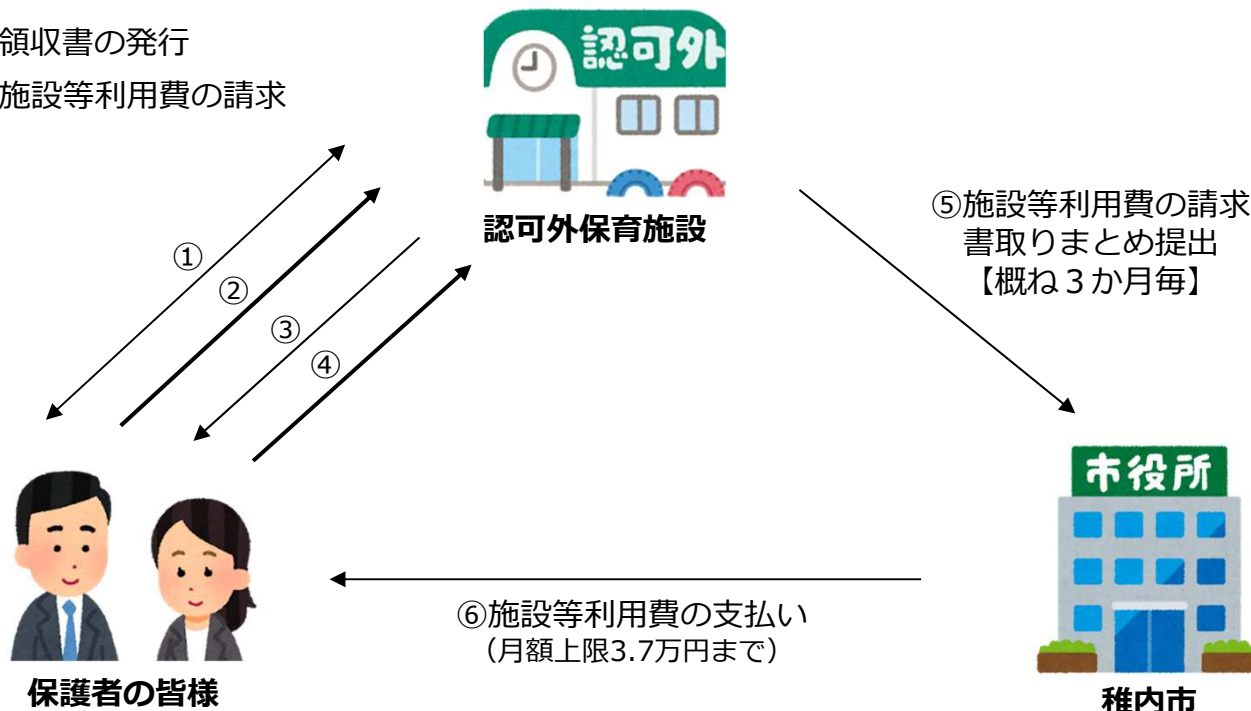 領収書の発行
施設等利用費の請求
認可外
認可外保育施設
①
②
③
④
⑤施設等利用費の請求
書取りまとめ提出
【概ね３か月毎】
市役所
⑥施設等利用費の支払い
（月額上限3.7万円まで）
保護者の皆様
稚内市